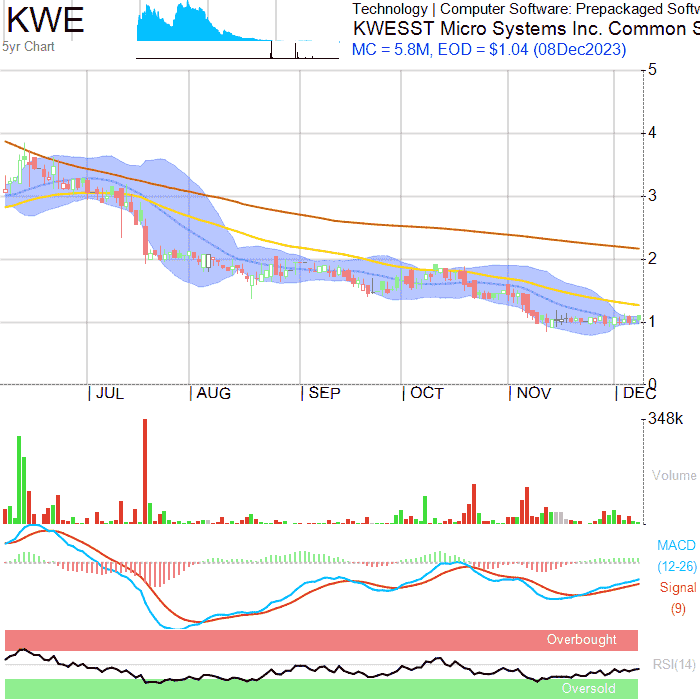 KWE
5yr Chart
Technology | Computer Software: Prepackaged Softw
KWESST Micro Systems Inc. Common S
MC = 5.8M, EOD = $1.04 (08Dec2023)
5
4
3
2
1
0
JUL AUG SEP OCT NOV DEC
348k
Volume
MACD
(12-26)
Signal
(9)
Overbought
RSI(14)
Oversold